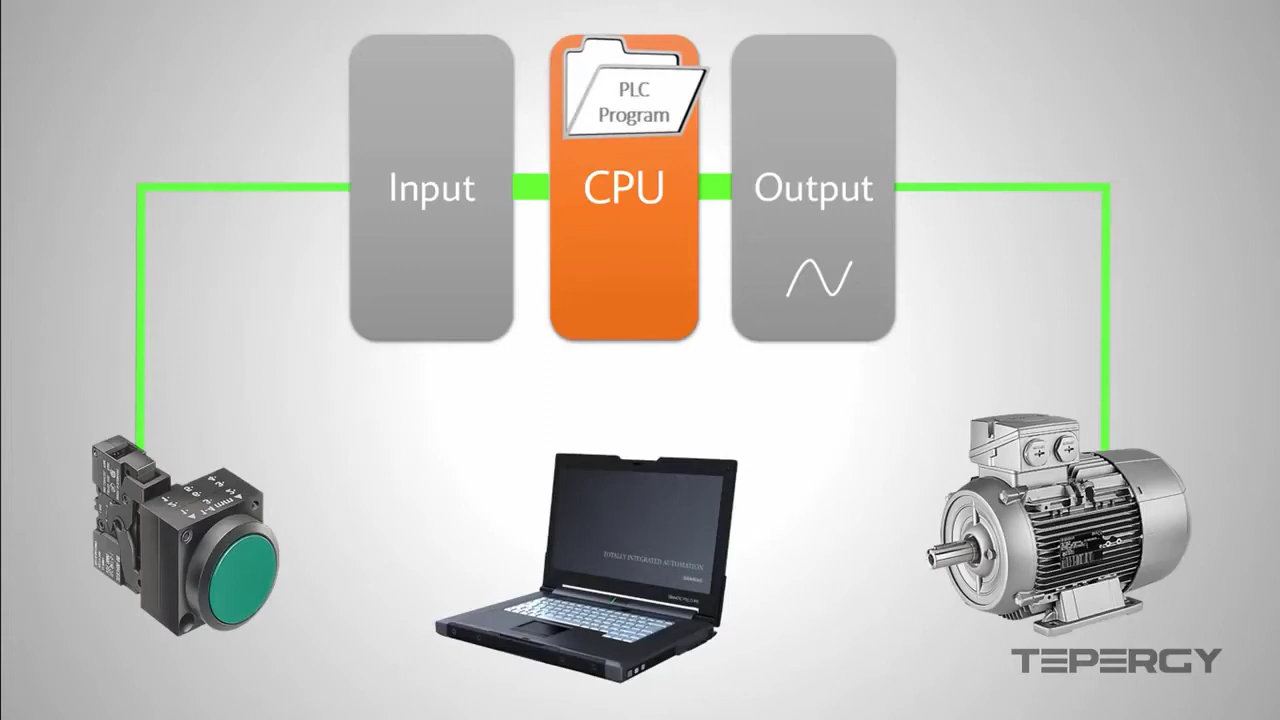 PLC
Program
Input
CPU
Output
TOTALLY INTEGRATED AUTOMATION
TEPERGY